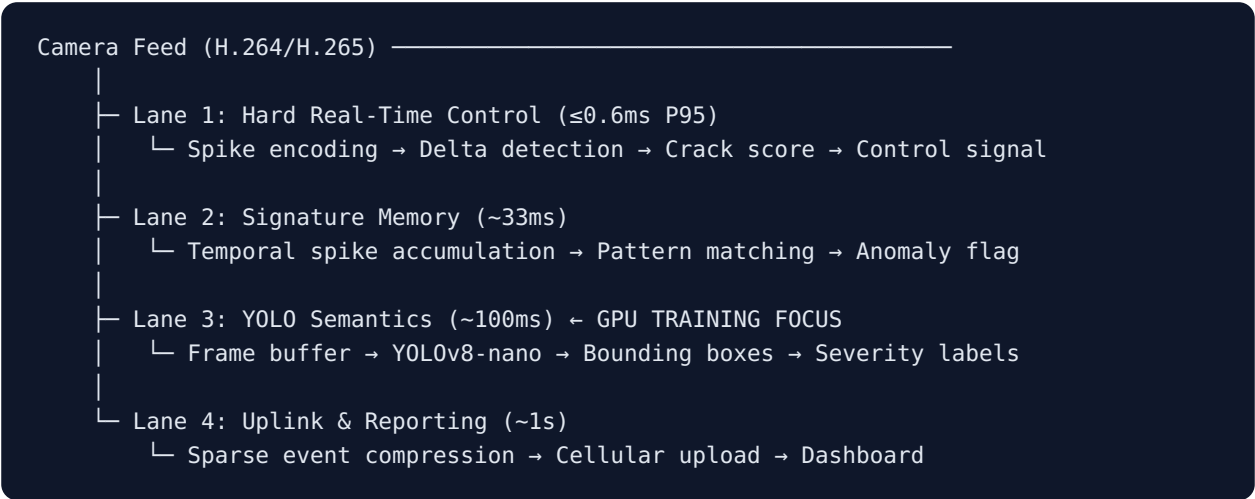 Camera Feed (H.264/H.265) ─────────────────────────────────────────
│
├─ Lane 1: Hard Real-Time Control (≤0.6ms P95)
│   └─ Spike encoding → Delta detection → Crack score → Control signal
│
├─ Lane 2: Signature Memory (~33ms)
│   └─ Temporal spike accumulation → Pattern matching → Anomaly flag
│
├─ Lane 3: YOLO Semantics (~100ms) ← GPU TRAINING FOCUS
│   └─ Frame buffer → YOLOv8-nano → Bounding boxes → Severity labels
│
└─ Lane 4: Uplink & Reporting (~1s)
    └─ Sparse event compression → Cellular upload → Dashboard